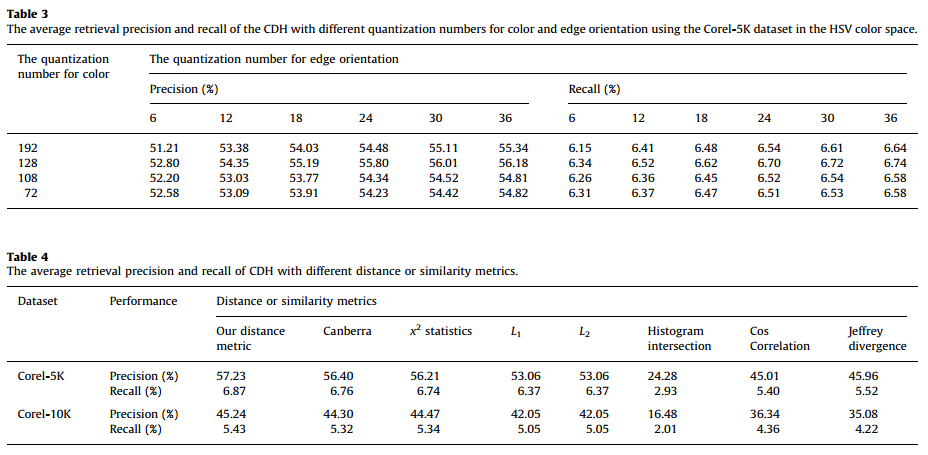 Table 3
The average retrieval precision and recall of the CDH with different quantization numbers for color and edge orientation using the Corel-5K dataset in the HSV color space.
The quantization number for color The quantization number for edge orientation
Precision (%) Recall (%)
6 12 18 24 30 36 6 12 18 24 30 36
192 51.21 53.38 54.03 54.48 55.11 55.34 6.15 6.41 6.48 6.54 6.61 6.64
128 52.80 54.35 55.19 55.80 56.01 56.18 6.34 6.52 6.62 6.70 6.72 6.74
108 52.20 53.03 53.77 54.34 54.52 54.81 6.26 6.36 6.45 6.52 6.54 6.58
72 52.58 53.09 53.91 54.23 54.42 54.82 6.31 6.37 6.47 6.51 6.53 6.58
Table 4
The average retrieval precision and recall of CDH with different distance or similarity metrics.
Dataset Performance Distance or similarity metrics
Our distance metric Canberra x² statistics L₁ L₂ Histogram intersection Cos Correlation Jeffrey divergence
Corel-5K Precision (%) 57.23 56.40 56.21 53.06 53.06 24.28 45.01 45.96
Recall (%) 6.87 6.76 6.74 6.37 6.37 2.93 5.40 5.52
Corel-10K Precision (%) 45.24 44.30 44.47 42.05 42.05 16.48 36.34 35.08
Recall (%) 5.43 5.32 5.34 5.05 5.05 2.01 4.36 4.22